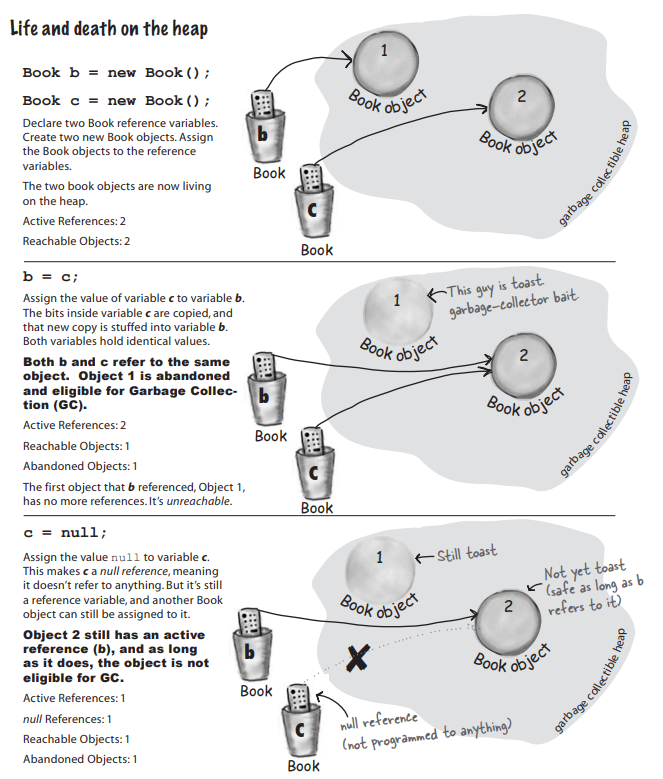 Life and death on the heap
Book b = new Book();
Book c = new Book();
Declare two Book reference variables.
Create two new Book objects. Assign
the Book objects to the reference
variables.
The two book objects are now living
on the heap.
Active References: 2
Reachable Objects: 2
1
Book object
2
Book object
b
Book
c
Book
garbage collectible heap
b = c;
Assign the value of variable c to variable b.
The bits inside variable c are copied, and
that new copy is stuffed into variable b.
Both variables hold identical values.
Both b and c refer to the same
object. Object 1 is abandoned
and eligible for Garbage Collec-
tion (GC).
Active References: 2
Reachable Objects: 1
Abandoned Objects: 1
The first object that b referenced, Object 1,
has no more references. It's unreachable.
1
Book object
This guy is toast
garbage-collector bait.
2
Book object
b
Book
c
Book
garbage collectible heap
c = null;
Assign the value null to variable c.
This makes c a null reference, meaning
it doesn't refer to anything. But it's still
a reference variable, and another Book
object can still be assigned to it.
Object 2 still has an active
reference (b), and as long
as it does, the object is not
eligible for GC.
Active References: 1
null References: 1
Reachable Objects: 1
Abandoned Objects: 1
1
Book object
Still toast
Not yet toast
(safe as long as b
refers to it)
2
Book object
b
Book
c
Book
null reference
(not programmed to anything)
garbage collectible heap